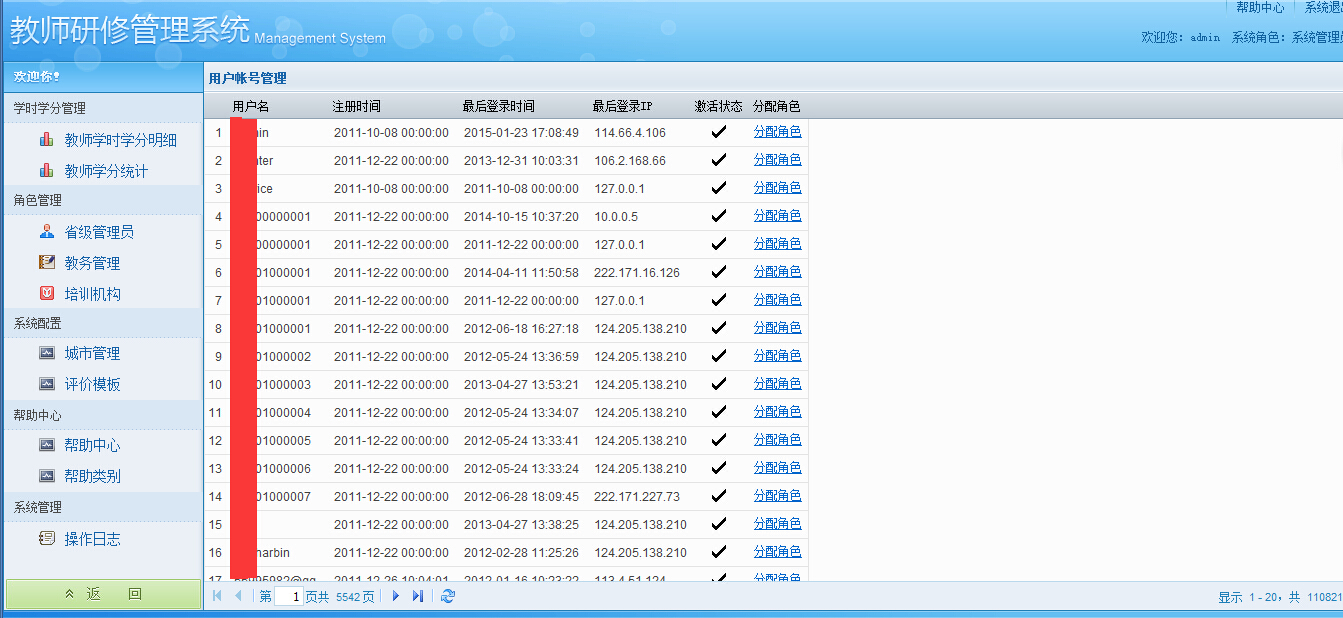 帮助中心 系统退出
教师研修管理系统 Management System
欢迎您: admin 系统角色: 系统管理员
欢迎你!
学时学分管理
教师学时学分明细
教师学分统计
角色管理
省级管理员
教务管理
培训机构
系统配置
城市管理
评价模板
帮助中心
帮助中心
帮助类别
系统管理
操作日志
返 回
用户帐号管理
用户名 注册时间 最后登录时间 最后登录IP 激活状态 分配角色
1 in 2011-10-08 00:00:00 2015-01-23 17:08:49 114.66.4.106 分配角色
2 ter 2011-12-22 00:00:00 2013-12-31 10:03:31 106.2.168.66 分配角色
3 ice 2011-10-08 00:00:00 2011-10-08 00:00:00 127.0.0.1 分配角色
4 00000001 2011-12-22 00:00:00 2014-10-15 10:37:20 10.0.0.5 分配角色
5 00000001 2011-12-22 00:00:00 2011-12-22 00:00:00 127.0.0.1 分配角色
6 01000001 2011-12-22 00:00:00 2014-04-11 11:50:58 222.171.16.126 分配角色
7 01000001 2011-12-22 00:00:00 2011-12-22 00:00:00 127.0.0.1 分配角色
8 01000001 2011-12-22 00:00:00 2012-06-18 16:27:18 124.205.138.210 分配角色
9 01000002 2011-12-22 00:00:00 2012-05-24 13:36:59 124.205.138.210 分配角色
10 01000003 2011-12-22 00:00:00 2013-04-27 13:53:21 124.205.138.210 分配角色
11 01000004 2011-12-22 00:00:00 2012-05-24 13:34:07 124.205.138.210 分配角色
12 01000005 2011-12-22 00:00:00 2012-05-24 13:33:41 124.205.138.210 分配角色
13 01000006 2011-12-22 00:00:00 2012-05-24 13:33:24 124.205.138.210 分配角色
14 01000007 2011-12-22 00:00:00 2012-06-28 18:09:45 222.171.227.73 分配角色
15 2011-12-22 00:00:00 2013-04-27 13:38:25 124.205.138.210 分配角色
16 harbin 2011-12-22 00:00:00 2012-02-28 11:25:26 124.205.138.210 分配角色
17 2011-12-26 10:04:01 2012-01-16 10:23:22 113.4.51.124 分配角色
第 1 页共 5542 页
显示 1 - 20, 共 110821